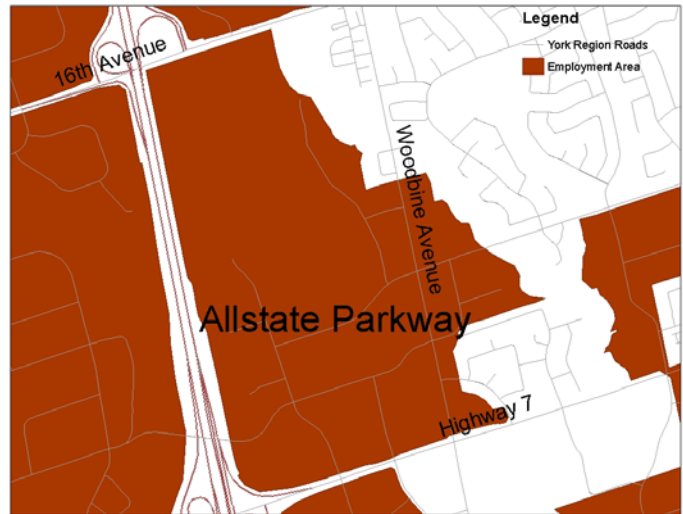 Legend
York Region Roads
Employment Area
16th Avenue
Woodbine Avenue
Allstate Parkway
Highway 7